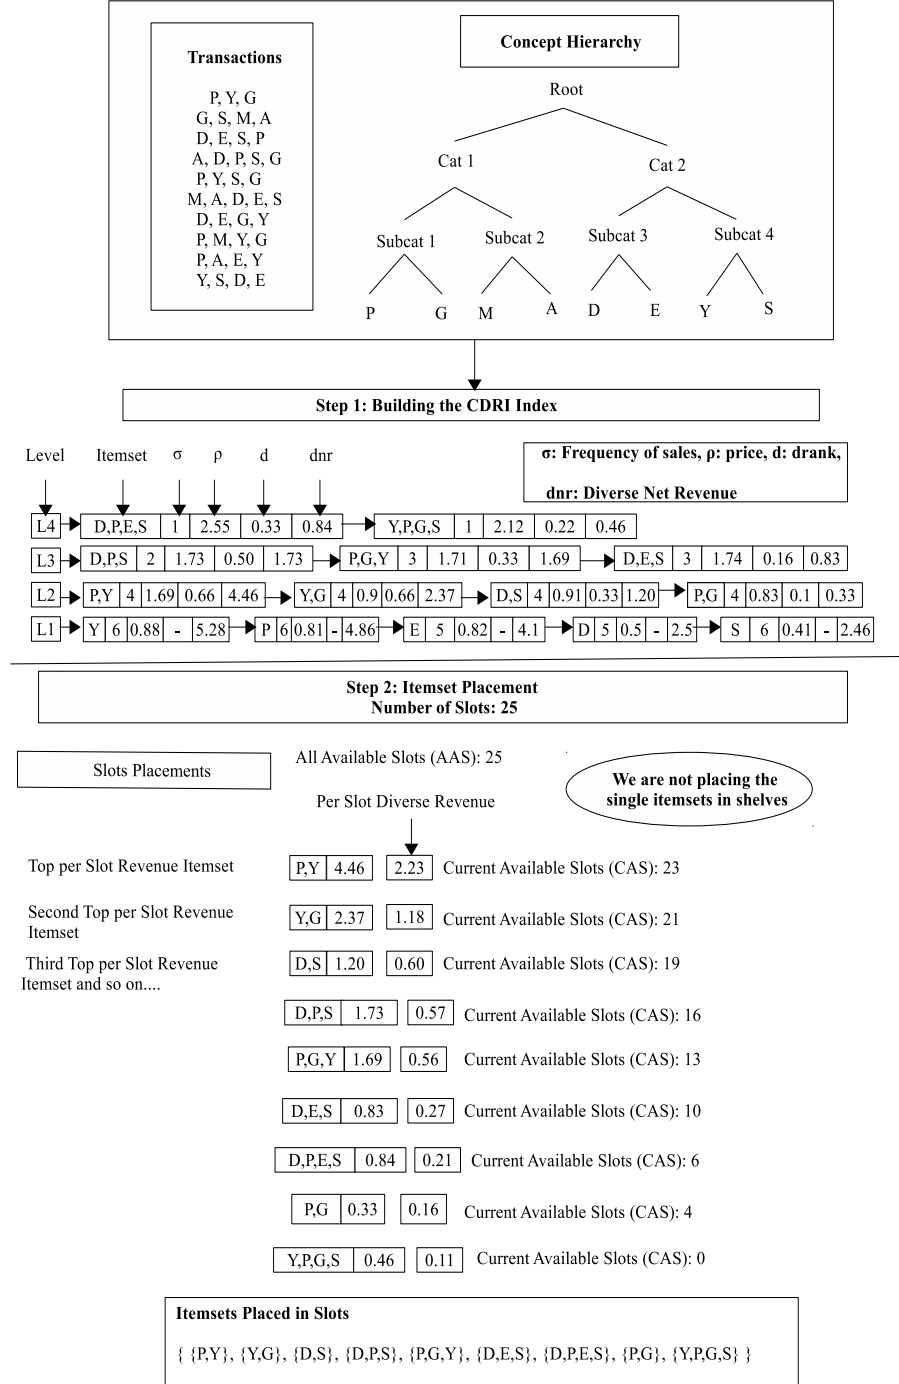 Transactions
P, Y, G
G, S, M, A
D, E, S, P
A, D, P, S, G
P, Y, S, G
M, A, D, E, S
D, E, G, Y
P, M, Y, G
P, A, E, Y
Y, S, D, E
Concept Hierarchy
Root
Cat 1
Cat 2
Subcat 1
Subcat 2
Subcat 3
Subcat 4
P
G
M
A
D
E
Y
S
Step 1: Building the CDRI Index
Level
Itemset
σ
ρ
d
dnr
σ: Frequency of sales, ρ: price, d: drank,
dnr: Diverse Net Revenue
L4 D,P,E,S 1 2.55 0.33 0.84 Y,P,G,S 1 2.12 0.22 0.46
L3 D,P,S 2 1.73 0.50 1.73 P,G,Y 3 1.71 0.33 1.69 D,E,S 3 1.74 0.16 0.83
L2 P,Y 4 1.69 0.66 4.46 Y,G 4 0.9 0.66 2.37 D,S 4 0.91 0.33 1.20 P,G 4 0.83 0.1 0.33
L1 Y 6 0.88 - 5.28 P 6 0.81 - 4.86 E 5 0.82 - 4.1 D 5 0.5 - 2.5 S 6 0.41 - 2.46
Step 2: Itemset Placement
Number of Slots: 25
Slots Placements
All Available Slots (AAS): 25
We are not placing the
single itemsets in shelves
Per Slot Diverse Revenue
Top per Slot Revenue Itemset
P,Y 4.46 2.23 Current Available Slots (CAS): 23
Second Top per Slot Revenue
Itemset
Y,G 2.37 1.18 Current Available Slots (CAS): 21
Third Top per Slot Revenue
Itemset and so on....
D,S 1.20 0.60 Current Available Slots (CAS): 19
D,P,S 1.73 0.57 Current Available Slots (CAS): 16
P,G,Y 1.69 0.56 Current Available Slots (CAS): 13
D,E,S 0.83 0.27 Current Available Slots (CAS): 10
D,P,E,S 0.84 0.21 Current Available Slots (CAS): 6
P,G 0.33 0.16 Current Available Slots (CAS): 4
Y,P,G,S 0.46 0.11 Current Available Slots (CAS): 0
Itemsets Placed in Slots
{ {P,Y}, {Y,G}, {D,S}, {D,P,S}, {P,G,Y}, {D,E,S}, {D,P,E,S}, {P,G}, {Y,P,G,S} }